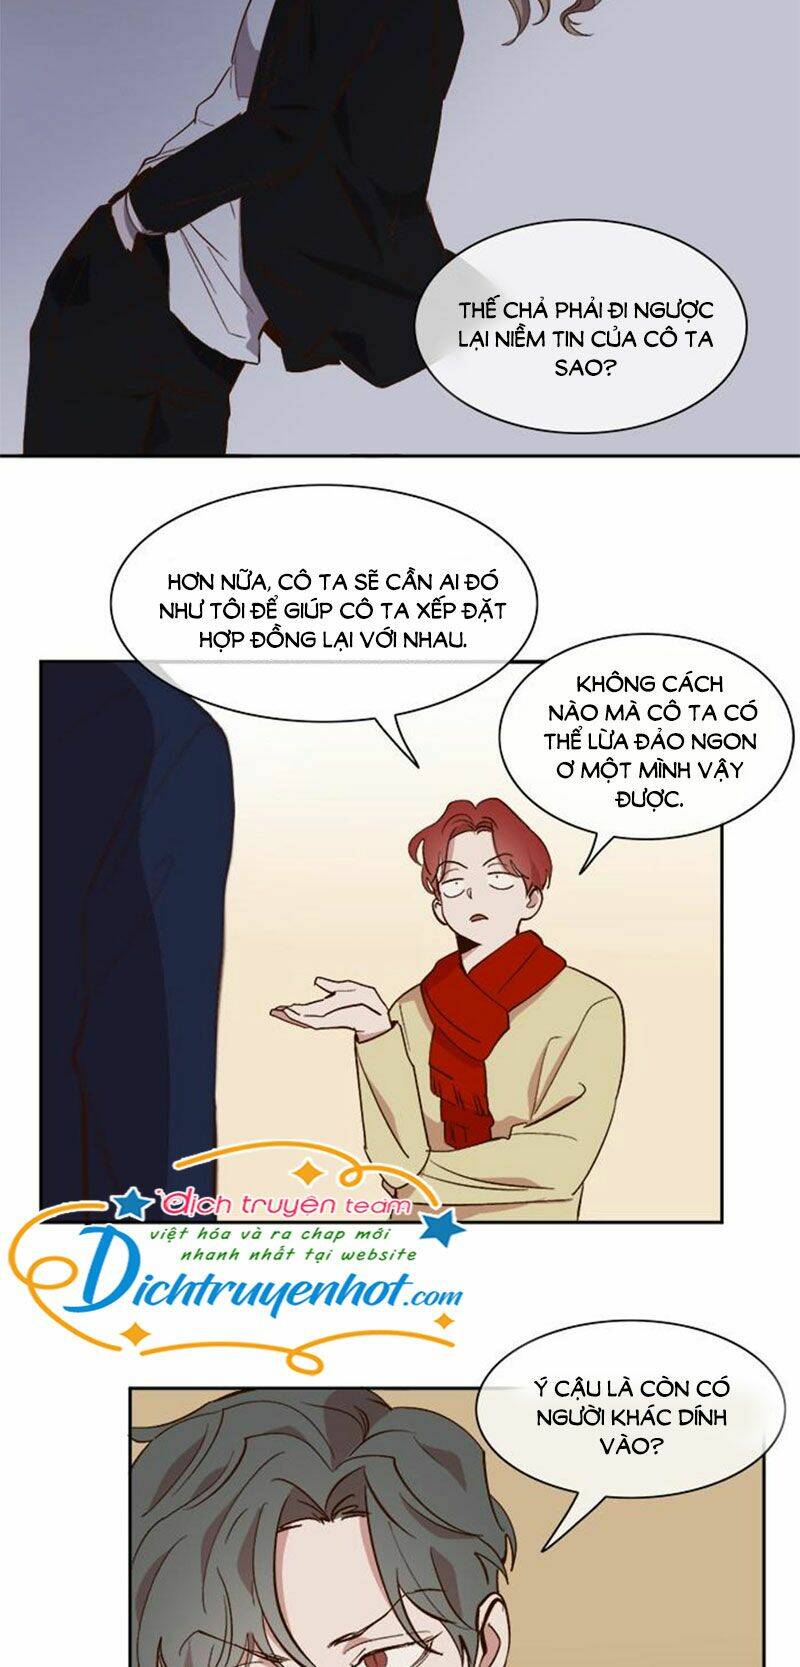 THẾ CHẢ PHẢI ĐI NGƯỢC
LẠI NIỀM TIN CỦA CÔ TA
SAO?
HƠN NỮA, CÔ TA SẼ CẦN AI ĐÓ
NHƯ TÔI ĐỂ GIÚP CÔ TA XẾP ĐẶT
HỢP ĐỒNG LẠI VỚI NHAU.
KHÔNG CÁCH
NÀO MÀ CÔ TA CÓ
THỂ LỪA ĐẢO NGON
Ơ MỘT MÌNH VẬY
ĐƯỢC.
dịch truyện team
việt hóa và ra chap mới
nhanh nhất tại website
Dichtruyenhot.com
Ý CẬU LÀ CÒN CÓ
NGƯỜI KHÁC DÍNH
VÀO?